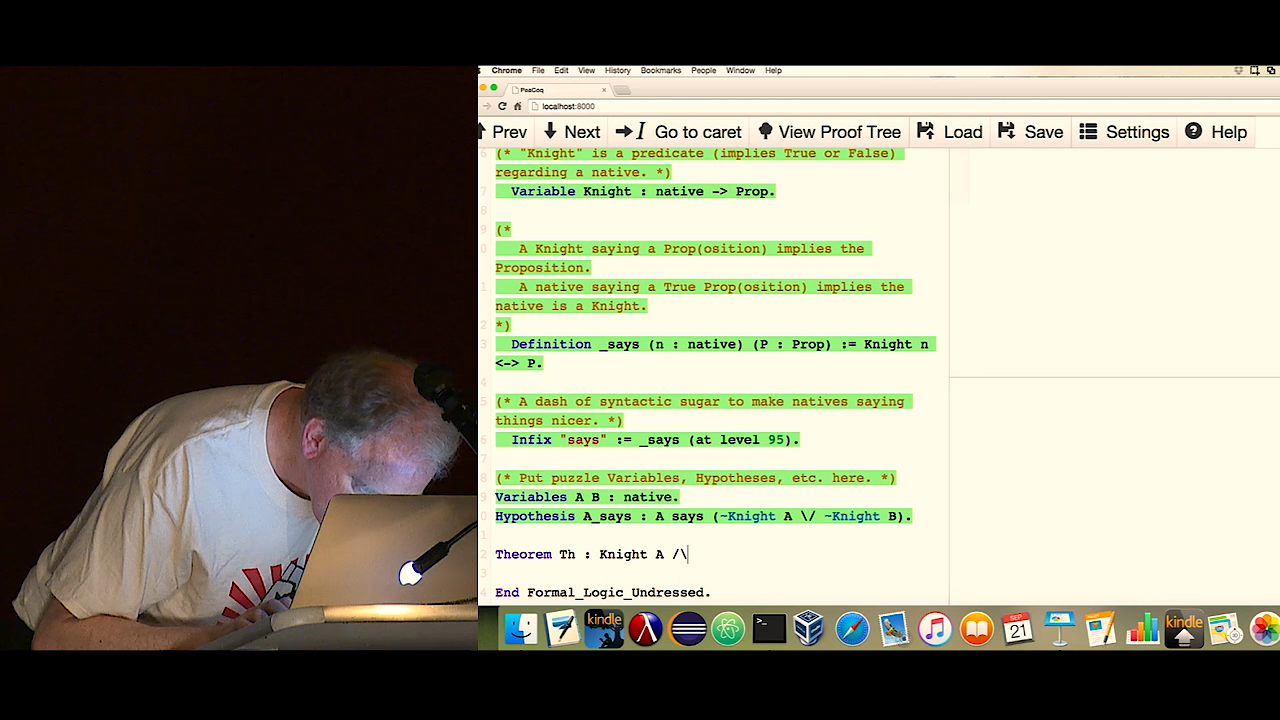 Chrome File Edit View History Bookmarks People Window Help
PeaCoq
localhost:8000
Prev Next Go to caret View Proof Tree Load Save Settings Help
(* "Knight" is a predicate (implies True or False)
regarding a native. *)
Variable Knight : native -> Prop.
(*
A Knight saying a Prop(osition) implies the
Proposition.
A native saying a True Prop(osition) implies the
native is a Knight.
*)
Definition _says (n : native) (P : Prop) := Knight n
<-> P.
(* A dash of syntactic sugar to make natives saying
things nicer. *)
Infix "says" := _says (at level 95).
(* Put puzzle Variables, Hypotheses, etc. here. *)
Variables A B : native.
Hypothesis A_says : A says (~Knight A \/ ~Knight B).
Theorem Th : Knight A /\
End Formal_Logic_Undressed.
kindle
SEP
21
kindle